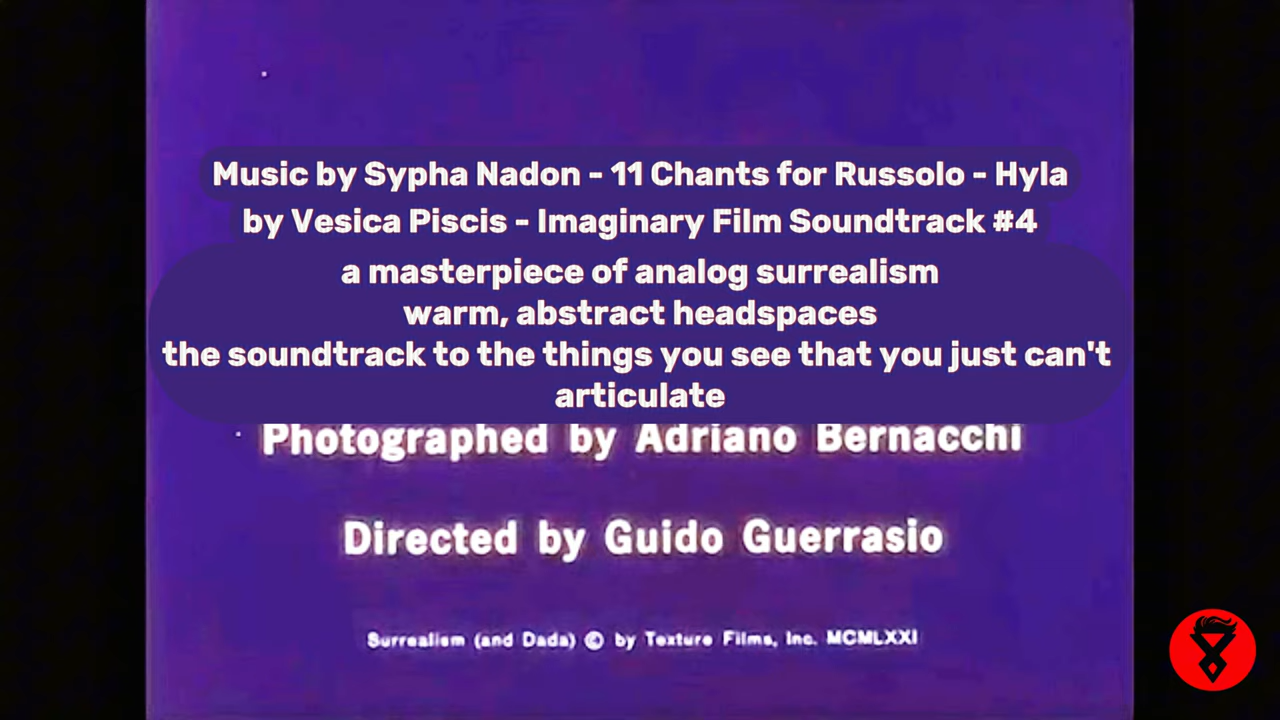 Music by Sypha Nadon - 11 Chants for Russolo - Hyla
by Vesica Piscis - Imaginary Film Soundtrack #4
a masterpiece of analog surrealism
warm, abstract headspaces
the soundtrack to the things you see that you just can't
articulate
Photographed by Adriano Bernacchi
Directed by Guido Guerrasio
Surrealism (and Dada) © by Texture Films, Inc. MCMLXXI